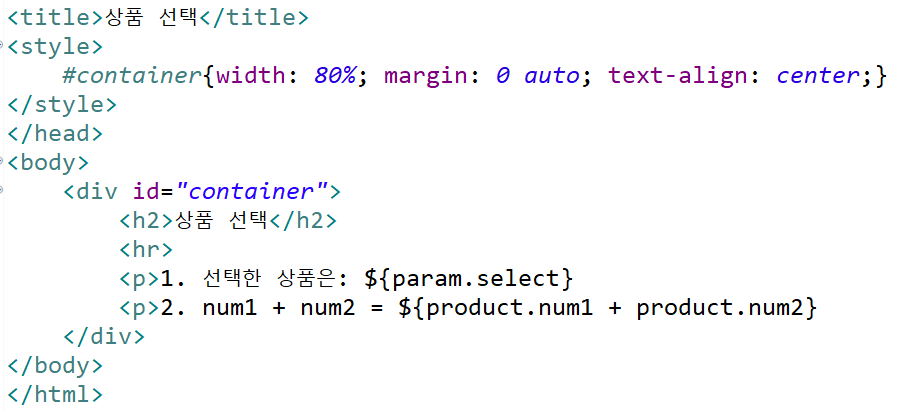 <title>상품 선택</title>
<style>
#container{width: 80%; margin: 0 auto; text-align: center;}
</style>
</head>
<body>
<div id="container">
<h2>상품 선택</h2>
<hr>
<p>1. 선택한 상품은: ${param.select}
<p>2. num1 + num2 = ${product.num1 + product.num2}
</div>
</body>
</html>